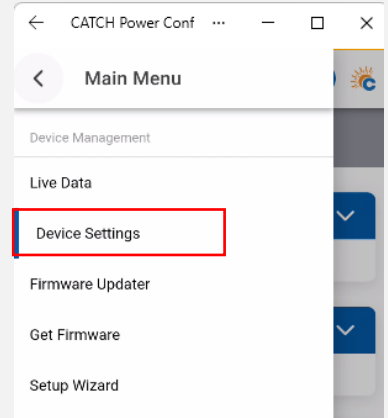 CATCH Power Conf ...
Main Menu
Device Management
Live Data
Device Settings
Firmware Updater
Get Firmware
Setup Wizard